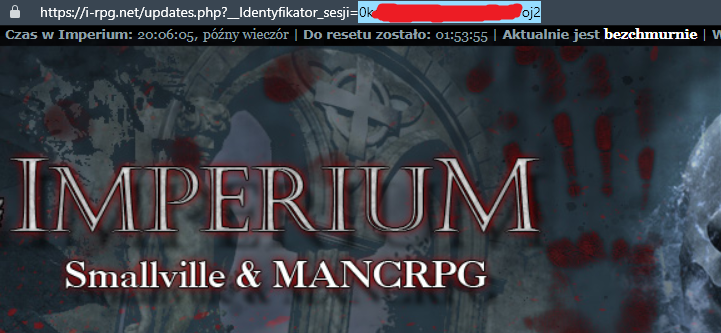 https://i-rpg.net/updates.php?__Identyfikator_sesji=0k oj2
Czas w Imperium: 20:06:05, późny wieczór | Do resetu zostało: 01:53:55 | Aktualnie jest bezchmurnie | W
IMPERIUM
Smallville & MANCRPG